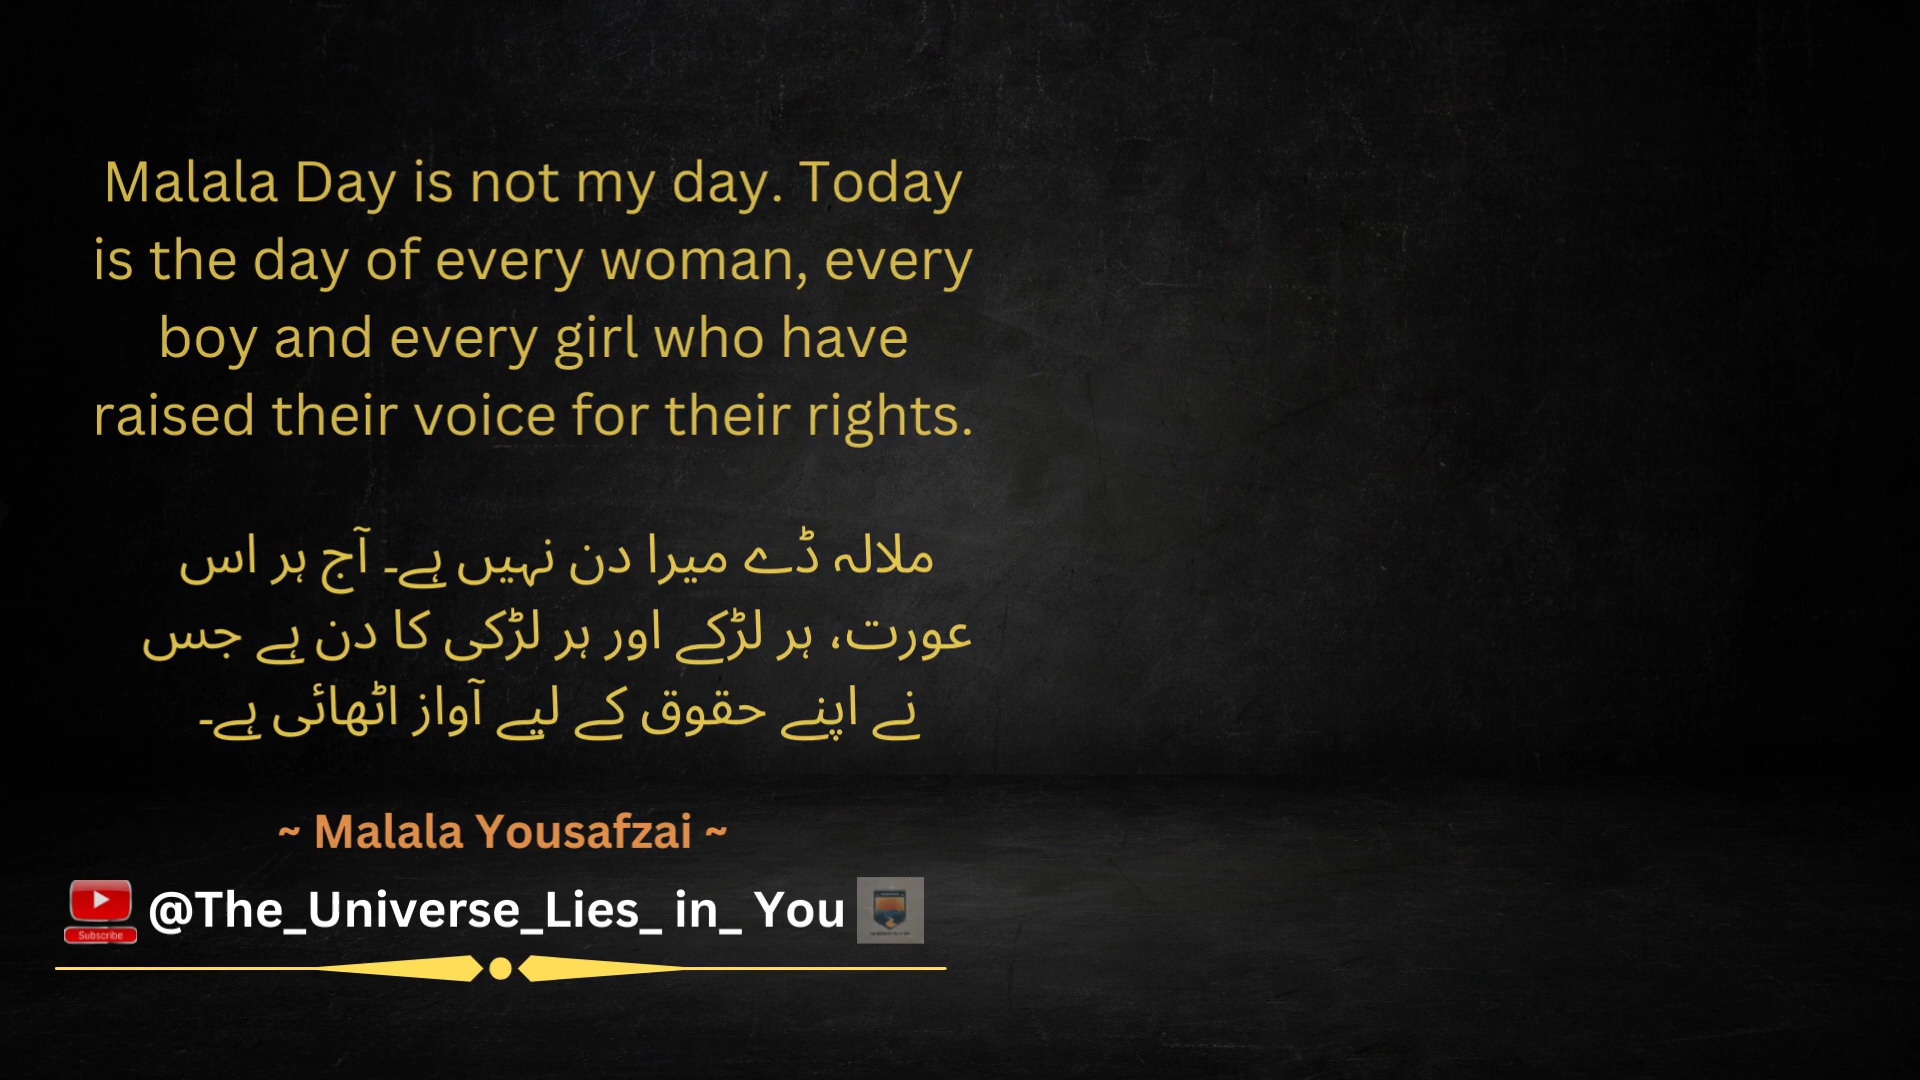 Malala Day is not my day. Today
is the day of every woman, every
boy and every girl who have
raised their voice for their rights.
ملالہ ڈے میرا دن نہیں ہے۔ آج ہر اس
عورت، ہر لڑکے اور ہر لڑکی کا دن ہے جس
نے اپنے حقوق کے لیے آواز اٹھائی ہے۔
~ Malala Yousafzai ~
@The_Universe_Lies_ in_ You
Subscribe